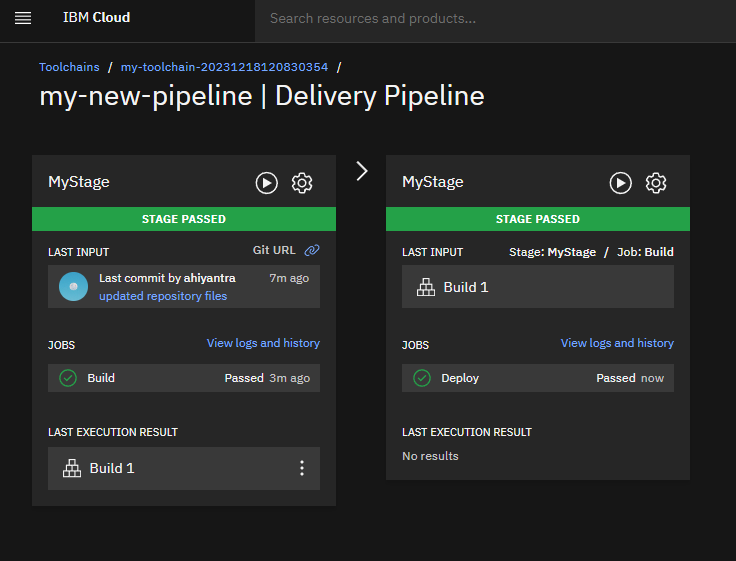 IBM Cloud
Search resources and products...
Toolchains / my-toolchain-20231218120830354 /
my-new-pipeline | Delivery Pipeline
MyStage
STAGE PASSED
LAST INPUT Git URL
Last commit by ahiyantra 7m ago
updated repository files
JOBS View logs and history
Build Passed 3m ago
LAST EXECUTION RESULT
Build 1
MyStage
STAGE PASSED
LAST INPUT Stage: MyStage / Job: Build
Build 1
JOBS View logs and history
Deploy Passed now
LAST EXECUTION RESULT
No results